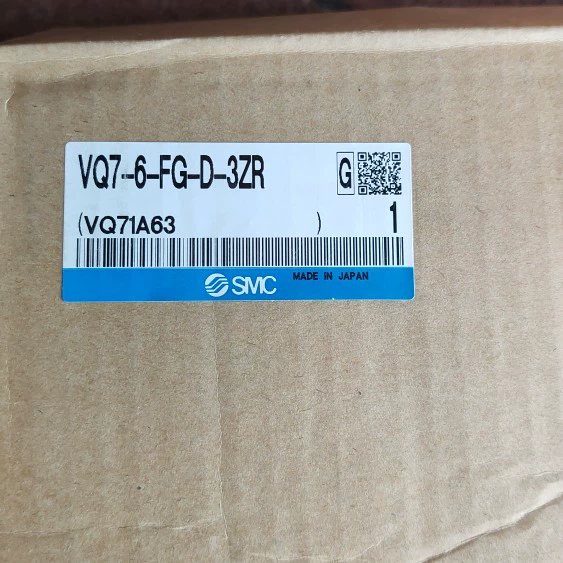 VQ7-6-FG-D-3ZR G
(VQ71A63 ) 1
SMC MADE IN JAPAN